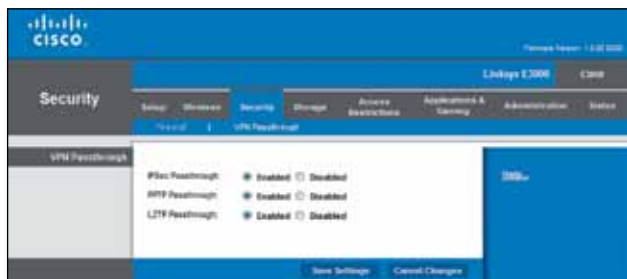 CISCO
Linksys E3000
Security
Setup Wireless Security Storage Access Restrictions Applications & Gaming Administration Status
Firewall | VPN Passthrough
VPN Passthrough
IPSec Passthrough: Enabled Disabled
PPTP Passthrough: Enabled Disabled
L2TP Passthrough: Enabled Disabled
Help...
Save Settings Cancel Changes